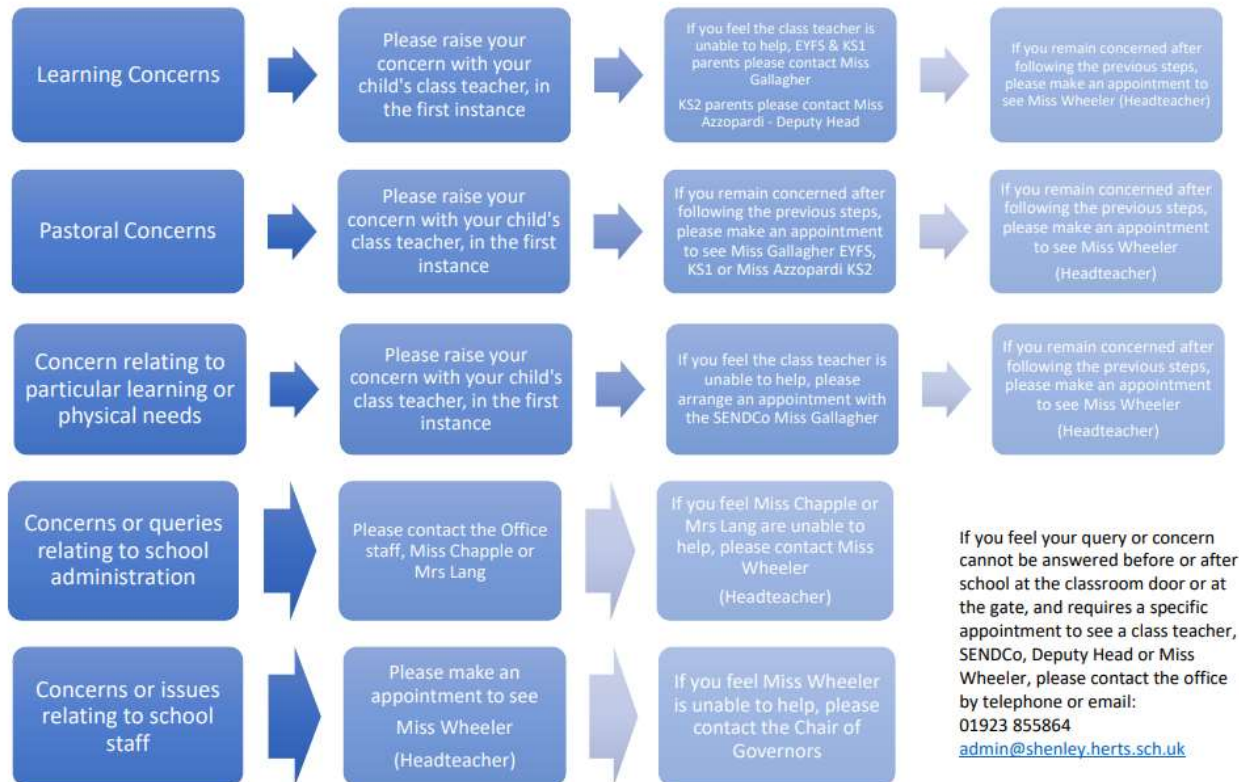 Learning Concerns
Please raise your
concern with your
child's class teacher, in
the first instance
If you feel the class teacher is
unable to help, EYFS & KS1
parents please contact Miss
Gallagher
KS2 parents please contact Miss
Azzopardi - Deputy Head
If you remain concerned after
following the previous steps,
please make an appointment to
see Miss Wheeler (Headteacher)
Pastoral Concerns
Please raise your
concern with your child's
class teacher, in the first
instance
If you remain concerned after
following the previous steps,
please make an appointment
to see Miss Gallagher EYFS,
KS1 or Miss Azzopardi KS2
If you remain concerned after
following the previous steps,
please make an appointment
to see Miss Wheeler
(Headteacher)
Concern relating to
particular learning or
physical needs
Please raise your
concern with your child's
class teacher, in the first
instance
If you feel the class teacher is
unable to help, please
arrange an appointment with
the SENDCo Miss Gallagher
If you remain concerned after
following the previous steps,
please make an appointment
to see Miss Wheeler
(Headteacher)
Concerns or queries
relating to school
administration
Please contact the Office
staff, Miss Chapple or
Mrs Lang
If you feel Miss Chapple or
Mrs Lang are unable to
help, please contact Miss
Wheeler
(Headteacher)
Concerns or issues
relating to school
staff
Please make an
appointment to see
Miss Wheeler
(Headteacher)
If you feel Miss Wheeler
is unable to help, please
contact the Chair of
Governors
If you feel your query or concern
cannot be answered before or after
school at the classroom door or at
the gate, and requires a specific
appointment to see a class teacher,
SENDCo, Deputy Head or Miss
Wheeler, please contact the office
by telephone or email:
01923 855864
admin@shenley.herts.sch.uk